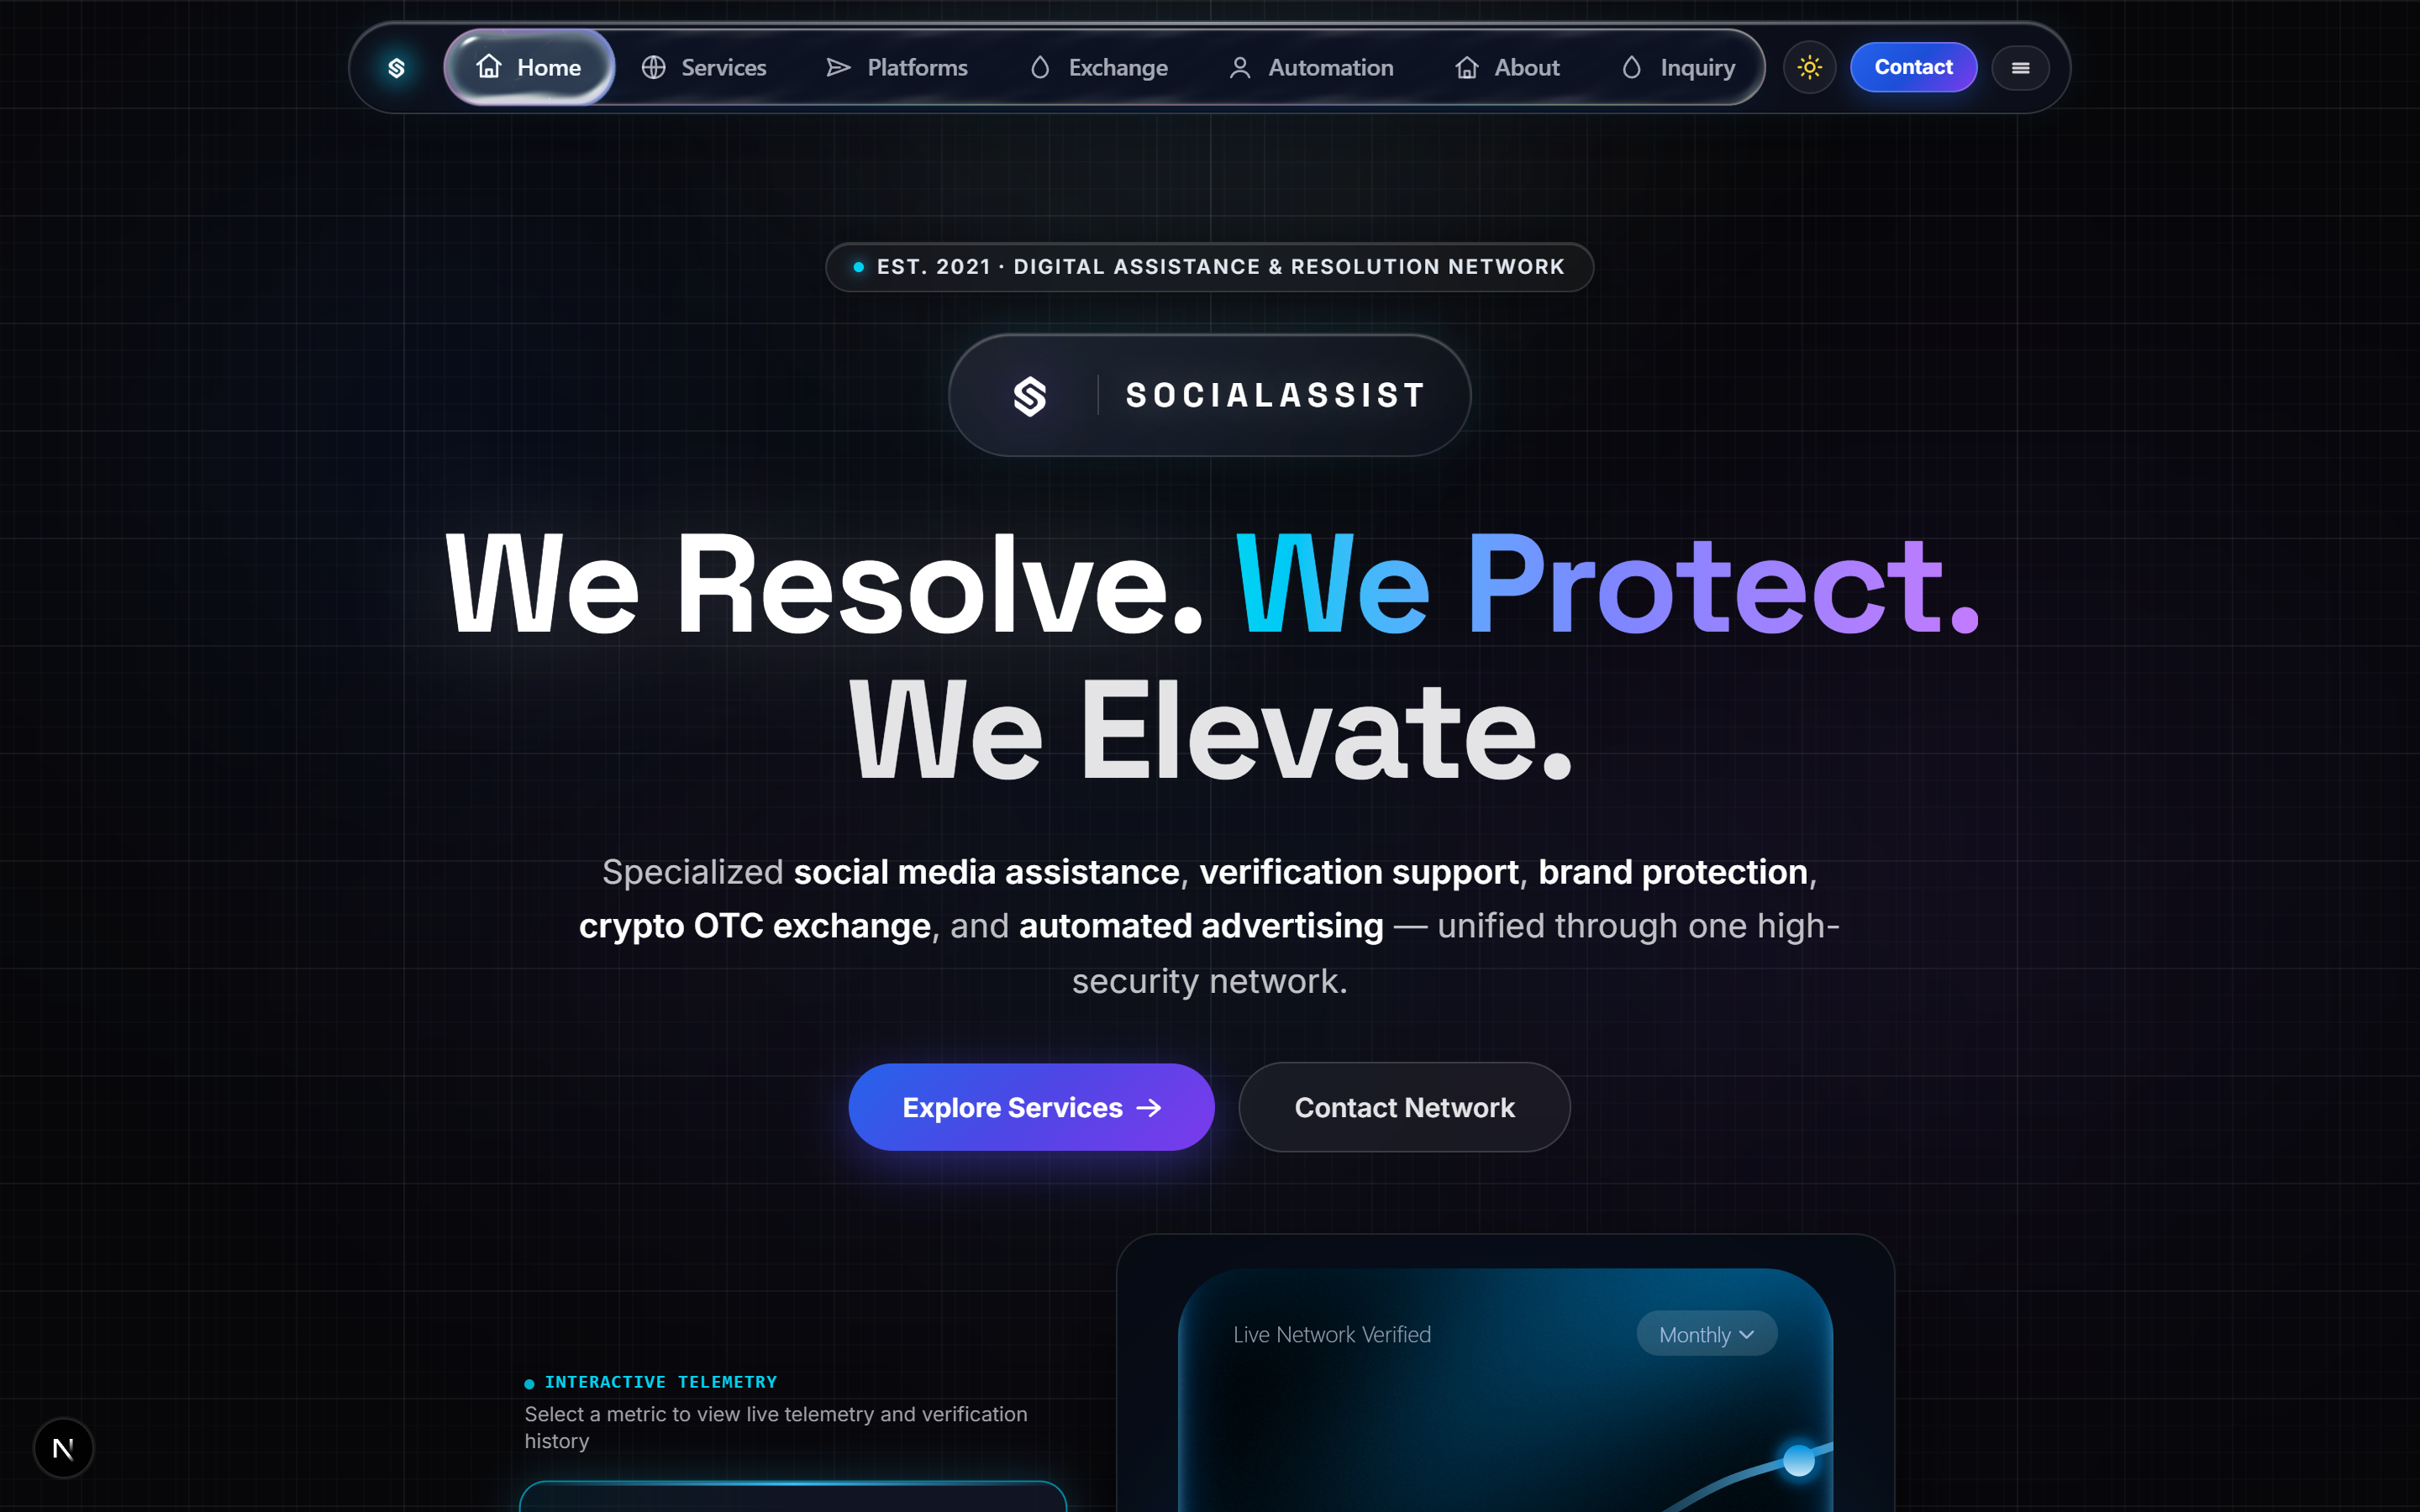 Home Services Platforms Exchange Automation About Inquiry Contact
EST. 2021 · DIGITAL ASSISTANCE & RESOLUTION NETWORK
SOCIALASSIST
We Resolve. We Protect.
We Elevate.
Specialized social media assistance, verification support, brand protection,
crypto OTC exchange, and automated advertising — unified through one high-
security network.
Explore Services →
Contact Network
Live Network Verified
Monthly
INTERACTIVE TELEMETRY
Select a metric to view live telemetry and verification
history
N